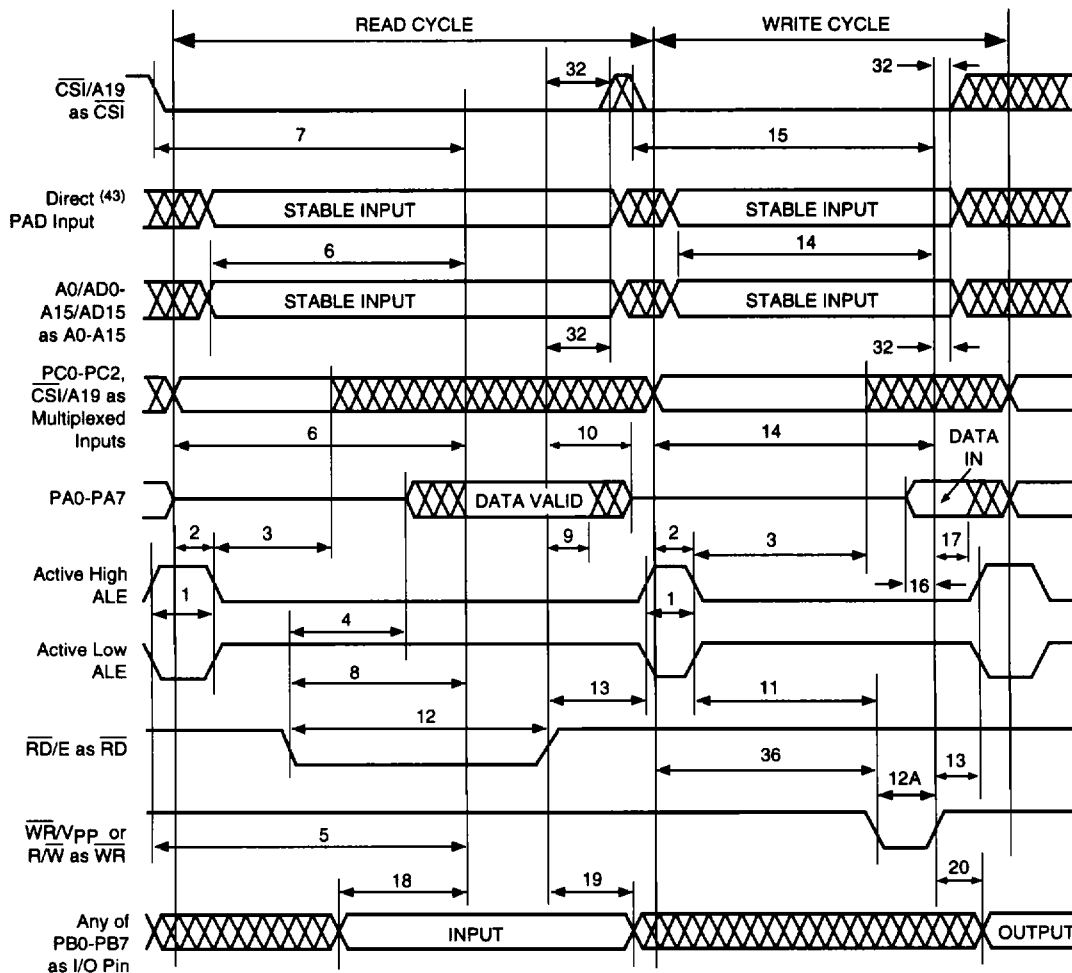 READ CYCLE WRITE CYCLE
32 32
CSI/A19
as CSI
7 15
Direct (43)
PAD Input
STABLE INPUT STABLE INPUT
6 14
A0/AD0-
A15/AD15
as A0-A15
STABLE INPUT STABLE INPUT
32 32
PC0-PC2,
CSI/A19 as
Multiplexed
Inputs
6 10 14
DATA
IN
PA0-PA7
DATA VALID
2 3 9 2 3 17
Active High
ALE
1 1 16
4
Active Low
ALE
8 13 11
12
RD/E as RD
36 12A 13
WR/VPP or
R/W as WR
5
18 19 20
Any of
PB0-PB7
as I/O Pin
INPUT OUTPUT